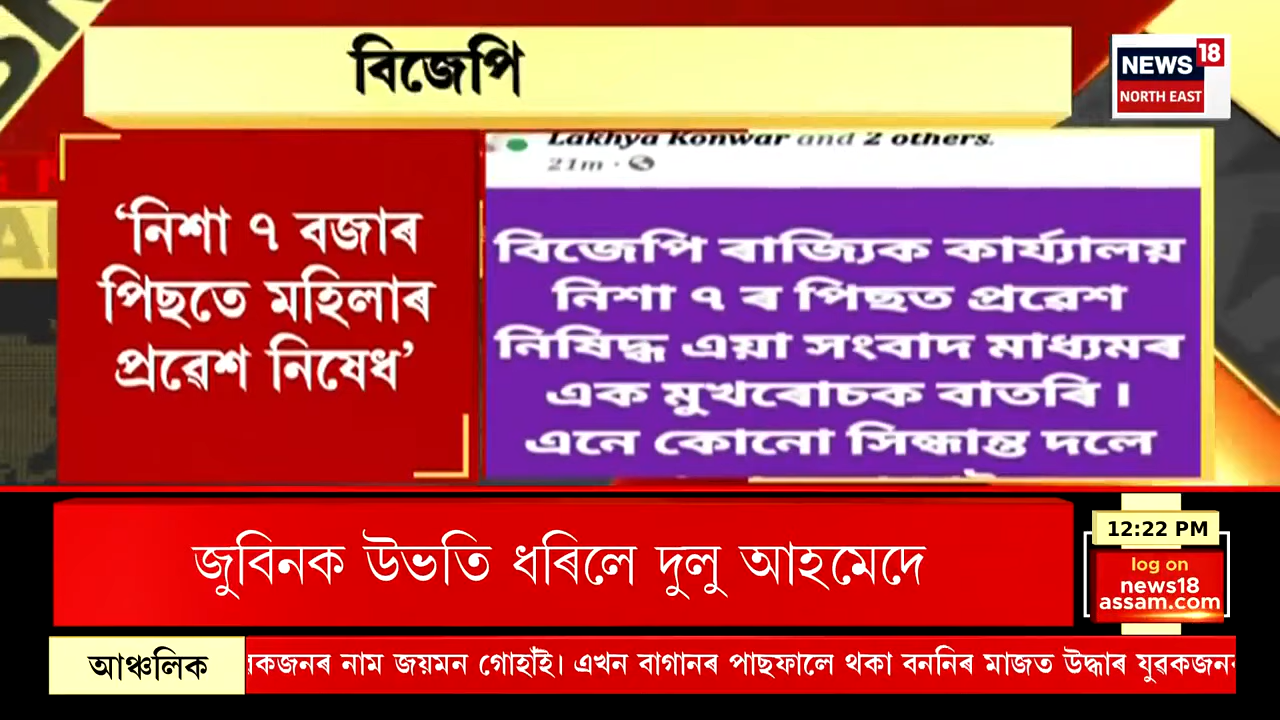 বিজেপি
NEWS 18
NORTH EAST
‘নিশা ৭ বজাৰ
পিছতে মহিলাৰ
প্ৰৱেশ নিষেধ’
Lakhya Konwar and 2 others.
21m ·
বিজেপি ৰাজ্যিক কাৰ্য্যালয়
নিশা ৭ ৰ পিছত প্ৰৱেশ
নিষিদ্ধ এয়া সংবাদ মাধ্যমৰ
এক মুখৰোচক বাতৰি ।
এনে কোনো সিদ্ধান্ত দলে
জুবিনক উভতি ধৰিলে দুলু আহমেদে
12:22 PM
log on
news18
assam.com
আঞ্চলিক
ৱকজনৰ নাম জয়মন গোহাঁই। এখন বাগানৰ পাছফালে থকা বননিৰ মাজত উদ্ধাৰ যুৱকজনৰ